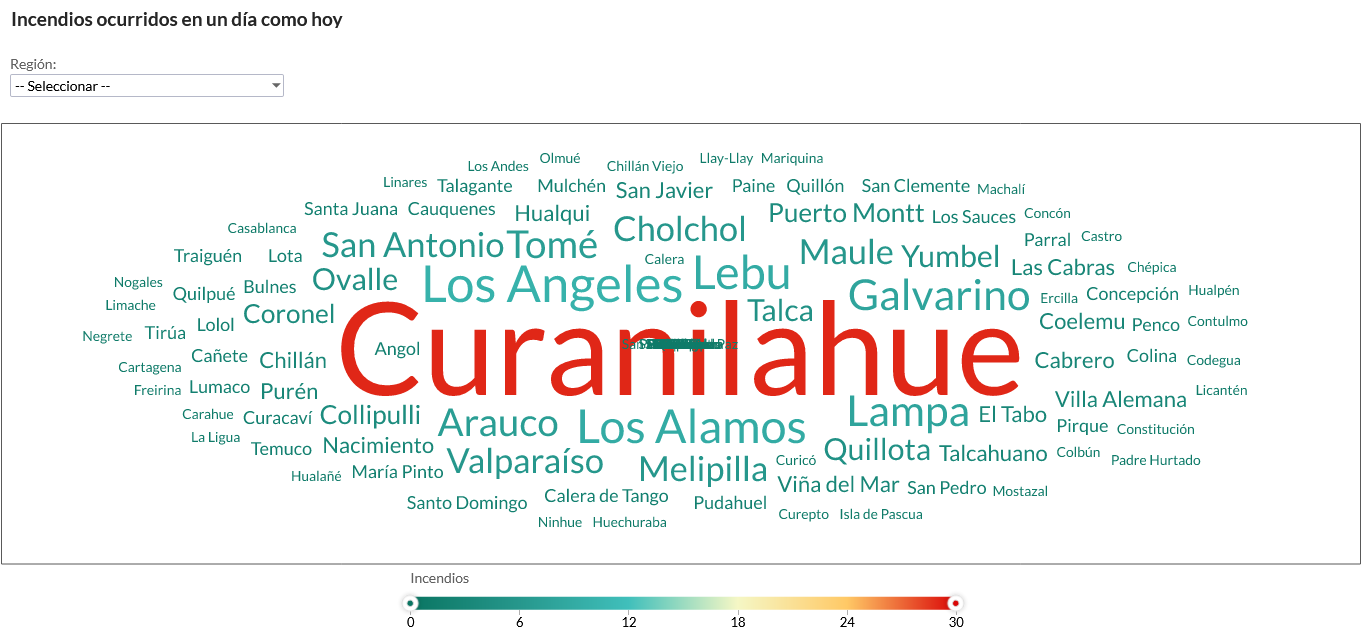 Incendios ocurridos en un día como hoy
Región:
-- Seleccionar --
Olmué Llay-Llay Mariquina
Los Andes Chillán Viejo
Linares Talagante Mulchén San Javier Paine Quillón San Clemente Machalí
Santa Juana Cauquenes Hualqui Puerto Montt Los Sauces Concón
Casablanca Cholchol
San Antonio Tomé Maule Yumbel Parral Castro
Traiguén Lota Calera Las Cabras Chépica
Nogales Quilpué Bulnes Ovalle Los Angeles Lebu Galvarino Ercilla Concepción Hualpén
Limache Coronel Talca
Negrete Tirúa Lolol Coelemu Penco Contulmo
Curanilahue
Cartagena Cañete Chillán Angol Cabrero Colina Codegua
Freirina Lumaco Purén Villa Alemana Licantén
Carahue Curacaví Collipulli Arauco Los Alamos Lampa El Tabo Pirque Constitución
La Ligua Temuco Nacimiento Quillota Talcahuano Colbún
Hualañé María Pinto Valparaíso Melipilla Curicó Padre Hurtado
Viña del Mar San Pedro Mostazal
Santo Domingo Calera de Tango Pudahuel
Ninhue Huechuraba Curepto Isla de Pascua
Incendios
0 6 12 18 24 30